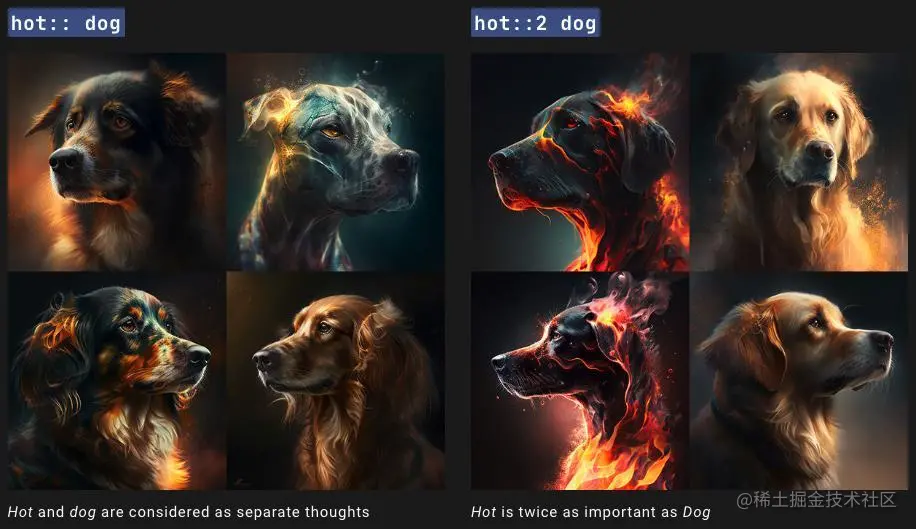 hot:: dog
hot::2 dog
Hot and dog are considered as separate thoughts
Hot is twice as important as Dog
@稀土掘金技术社区